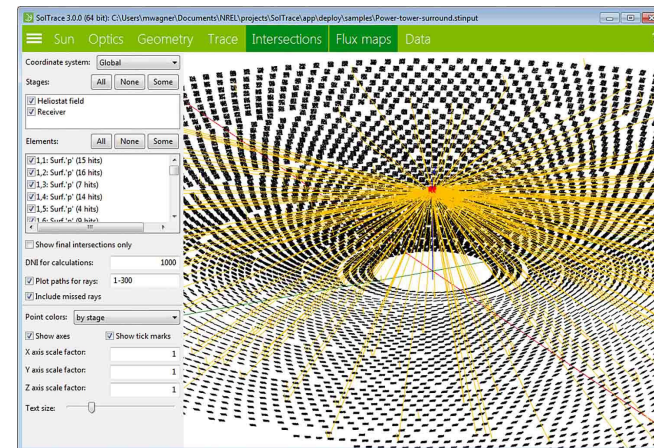 SolTrace 3.0.0 (64 bit): C:\Users\mwagner\Documents\NREL\projects\SolTrace\app\deploy\samples\Power-tower-surround.stinput
Sun Optics Geometry Trace Intersections Flux maps Data
Coordinate system: Global
Stages: All None Some
Heliostat field
Receiver
Elements: All None Some
1,1: Surf.'p' (15 hits)
1,2: Surf.'p' (16 hits)
1,3: Surf.'p' (7 hits)
1,4: Surf.'p' (14 hits)
1,5: Surf.'p' (4 hits)
1,6: Surf.'p' (9 hits)
Show final intersections only
DNI for calculations: 1000
Plot paths for rays: 1-300
Include missed rays
Point colors: by stage
Show axes Show tick marks
X axis scale factor: 1
Y axis scale factor: 1
Z axis scale factor: 1
Text size: